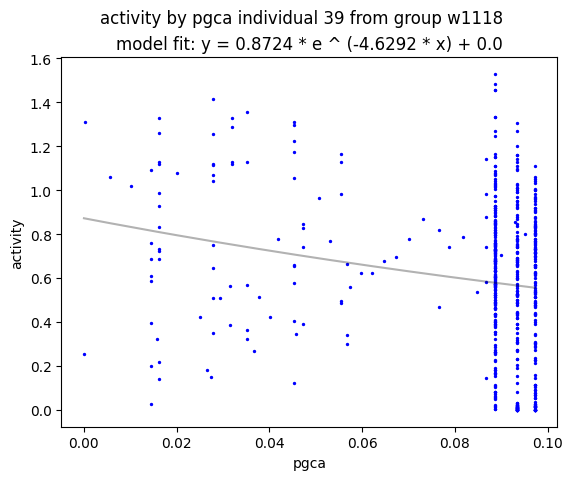 activity by pgca individual 39 from group w1118
model fit: y = 0.8724 * e ^ (-4.6292 * x) + 0.0
1.6
1.4
1.2
1.0
0.8
0.6
0.4
0.2
0.0
activity
0.00 0.02 0.04 0.06 0.08 0.10
pgca